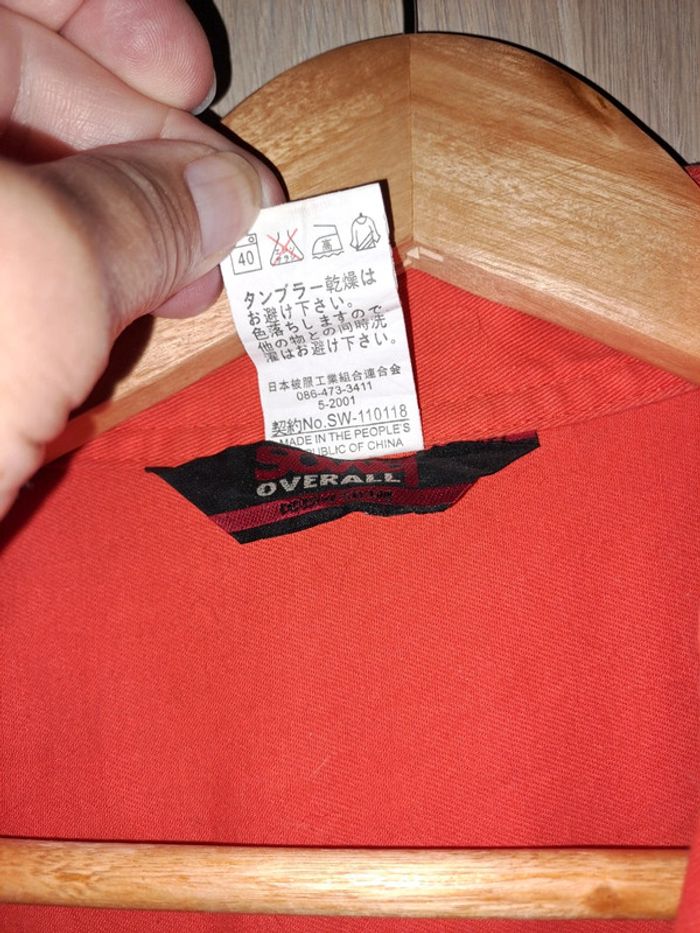 40
高
タンブラー乾燥は
お避け下さい。
色落ちしますので
他の物との同時洗
濯はお避け下さい。
日本被服工業組合連合会
086-473-3411
5-2001
契約No.SW-110118
MADE IN THE PEOPLE'S
PUBLIC OF CHINA
OVERALL